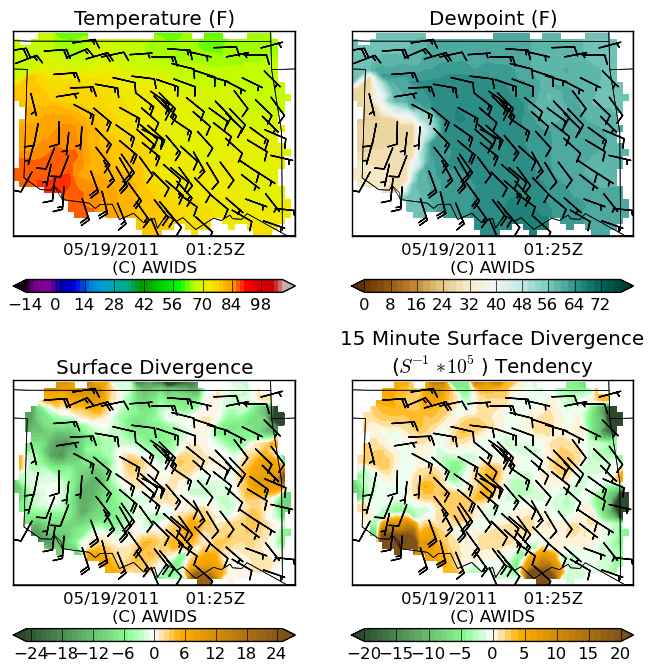 Temperature (F)
Dewpoint (F)
05/19/2011 01:25Z
(C) AWIDS
05/19/2011 01:25Z
(C) AWIDS
−14 0 14 28 42 56 70 84 98
0 8 16 24 32 40 48 56 64 72
15 Minute Surface Divergence
Surface Divergence
(S⁻¹ *10⁵ ) Tendency
05/19/2011 01:25Z
(C) AWIDS
05/19/2011 01:25Z
(C) AWIDS
−24 −18 −12 −6 0 6 12 18 24
−20 −15 −10 −5 0 5 10 15 20